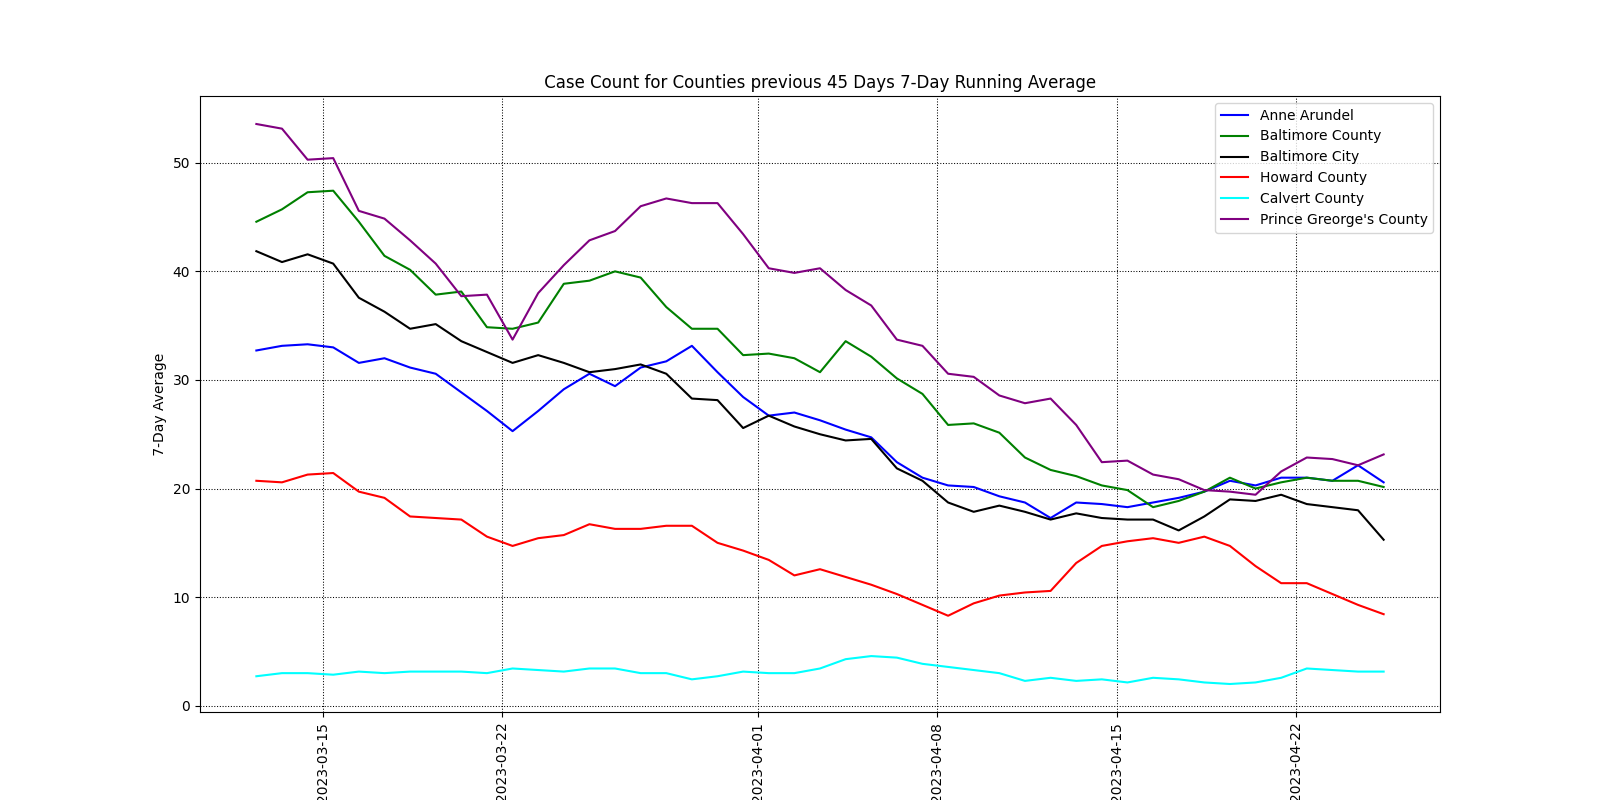 Case Count for Counties previous 45 Days 7-Day Running Average
Anne Arundel
Baltimore County
Baltimore City
Howard County
Calvert County
Prince Greorge's County
7-Day Average
50
40
30
20
10
0
2023-03-15
2023-03-22
2023-04-01
2023-04-08
2023-04-15
2023-04-22